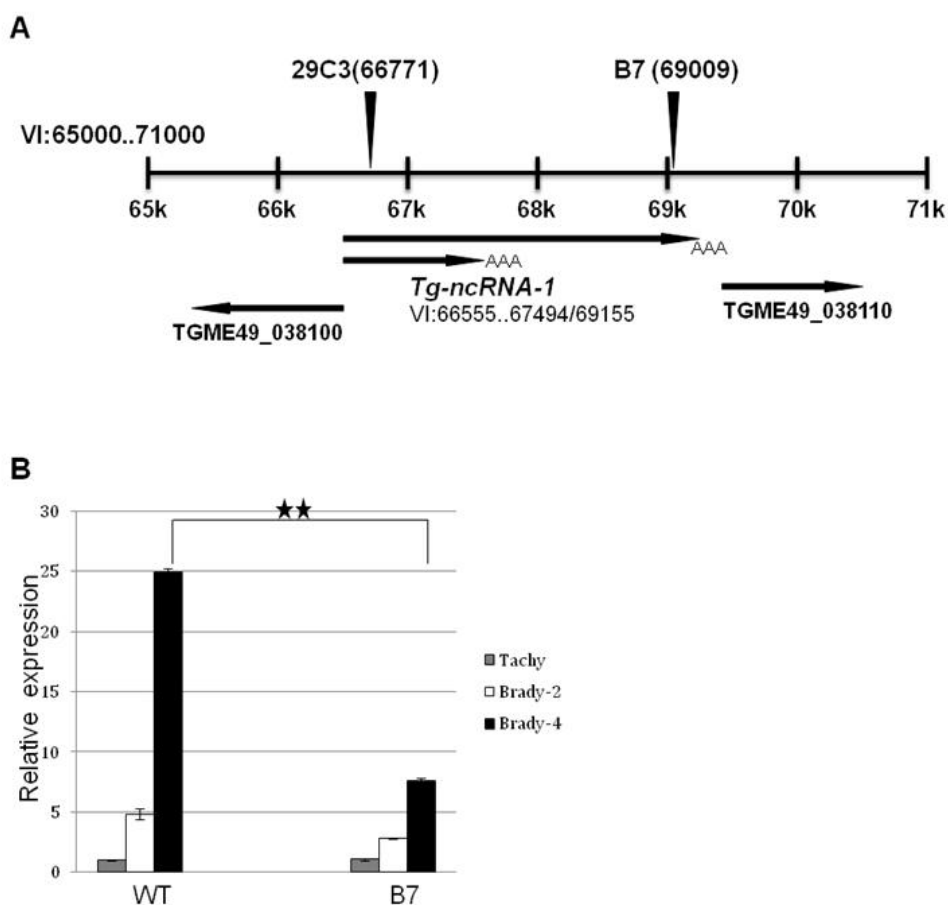 A
29C3(66771)
B7 (69009)
VI:65000..71000
65k 66k 67k 68k 69k 70k 71k
AAA
AAA
Tg-ncRNA-1
VI:66555..67494/69155
TGME49_038100
TGME49_038110
B
★★
30
25
20
15
10
5
0
Relative expression
Tachy
Brady-2
Brady-4
WT
B7